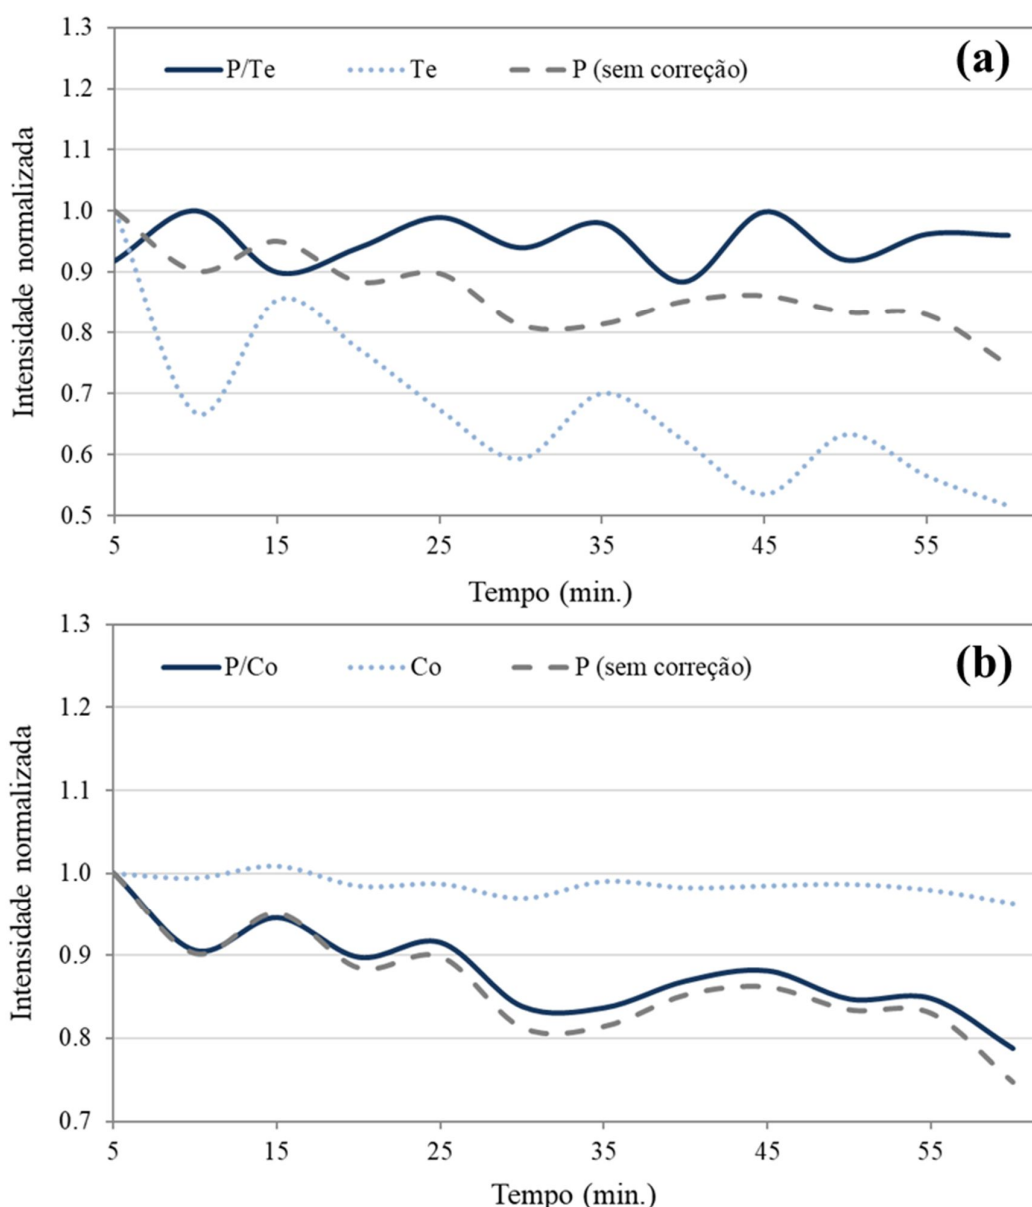 1.3
P/Te Te P (sem correção) (a)
1.2
1.1
1.0
0.9
0.8
0.7
0.6
0.5
Intensidade normalizada
5 15 25 35 45 55
Tempo (min.)
1.3
P/Co Co P (sem correção) (b)
1.2
1.1
1.0
0.9
0.8
0.7
Intensidade normalizada
5 15 25 35 45 55
Tempo (min.)